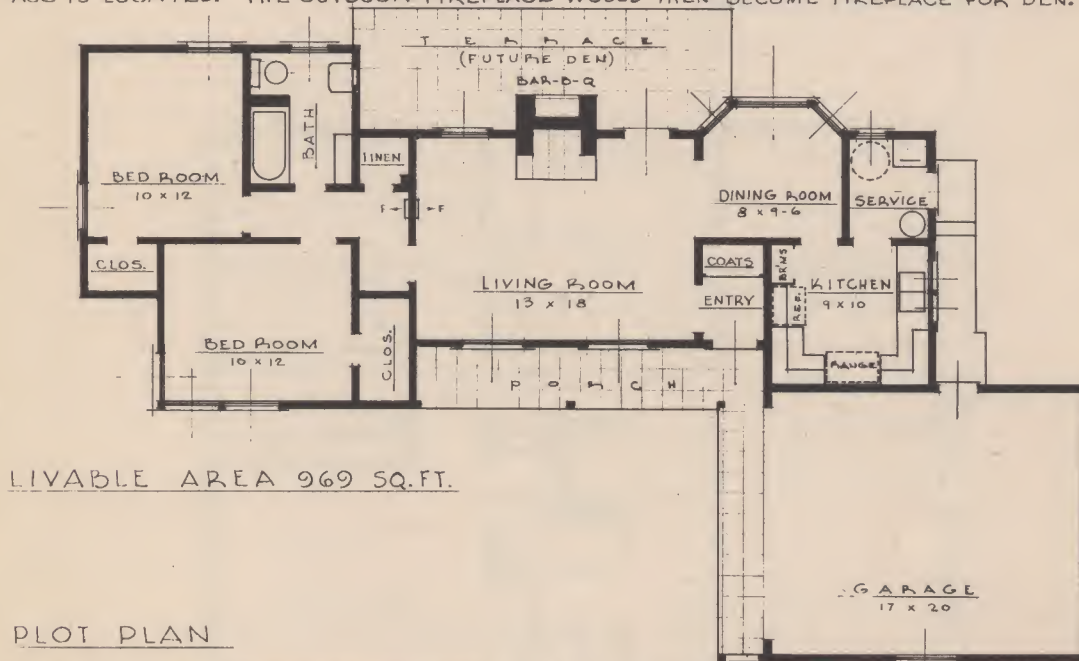 ALSO IS LOCATED. THE OUTDOOR FIREPLACE WOULD THEN BECOME FIREPLACE FOR DEN.
TERRACE
(FUTURE DEN)
BAR-B-Q
BATH
LINEN
BED ROOM
10 x 12
DINING ROOM
8 x 9-6
SERVICE
F F
CLOS.
LIVING ROOM
13 x 18
COATS
BR'MS
KITCHEN
9 x 10
REF.
ENTRY
BED ROOM
10 x 12
CLOS.
RANGE
PORCH
LIVABLE AREA 969 SQ.FT.
GARAGE
17 x 20
PLOT PLAN